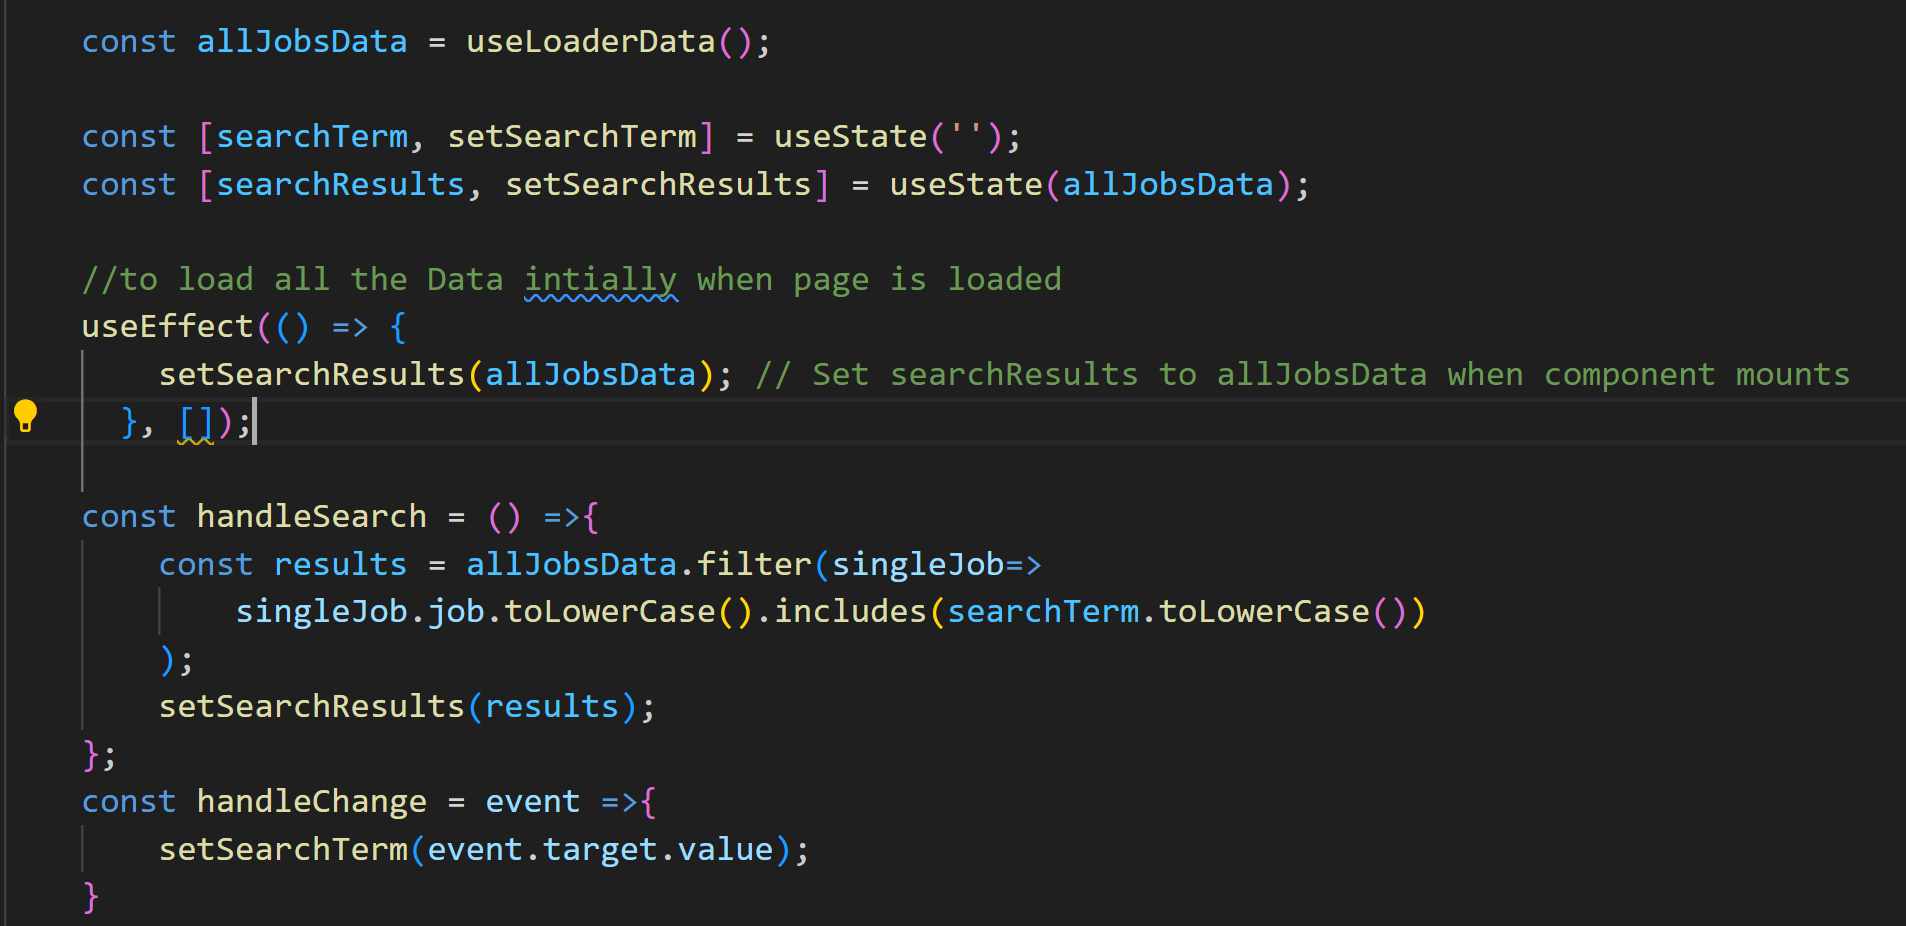 const allJobsData = useLoaderData();
const [searchTerm, setSearchTerm] = useState('');
const [searchResults, setSearchResults] = useState(allJobsData);
//to load all the Data intially when page is loaded
useEffect(() => {
setSearchResults(allJobsData); // Set searchResults to allJobsData when component mounts
}, []);
const handleSearch = () =>{
const results = allJobsData.filter(singleJob=>
singleJob.job.toLowerCase().includes(searchTerm.toLowerCase())
);
setSearchResults(results);
};
const handleChange = event =>{
setSearchTerm(event.target.value);
}